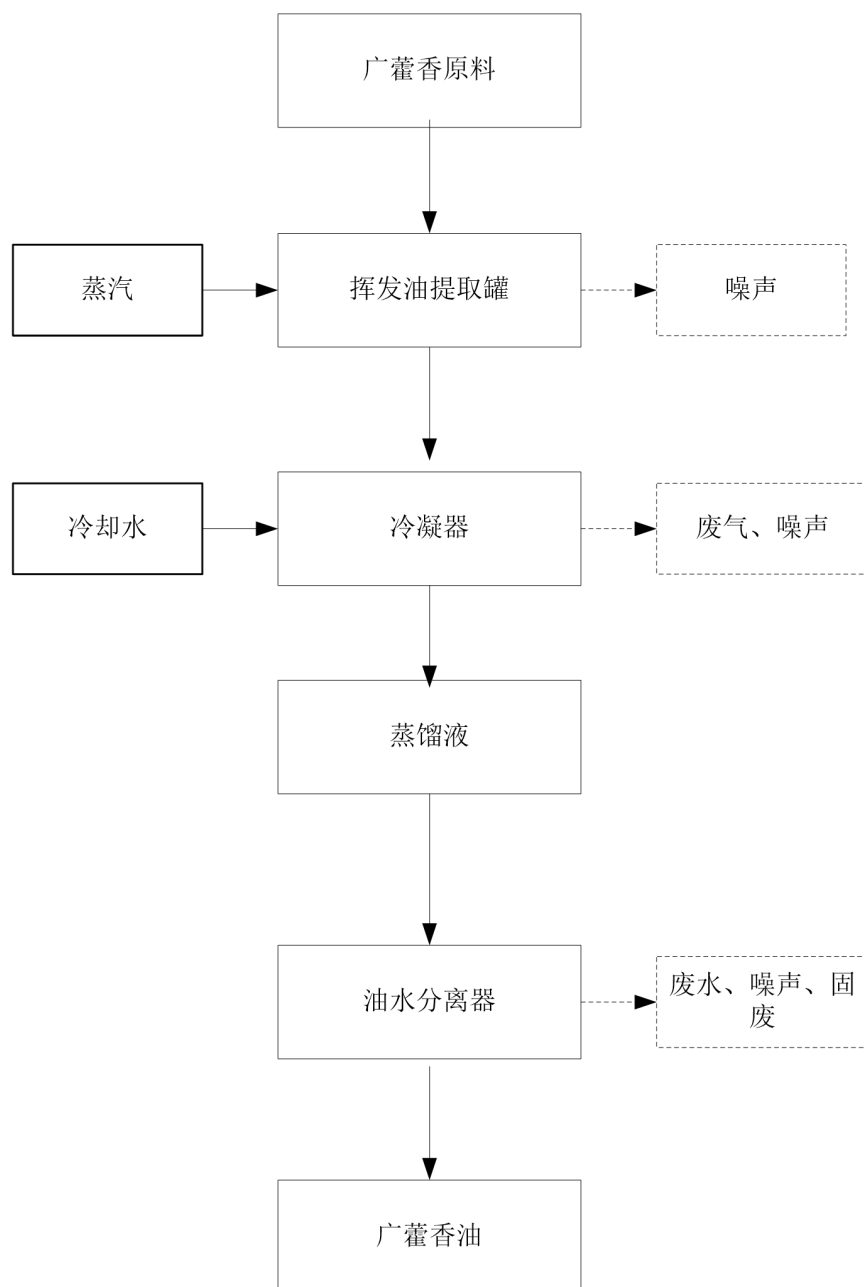 广藿香原料
蒸汽
挥发油提取罐
噪声
冷却水
冷凝器
废气、噪声
蒸馏液
油水分离器
废水、噪声、固
废
广藿香油